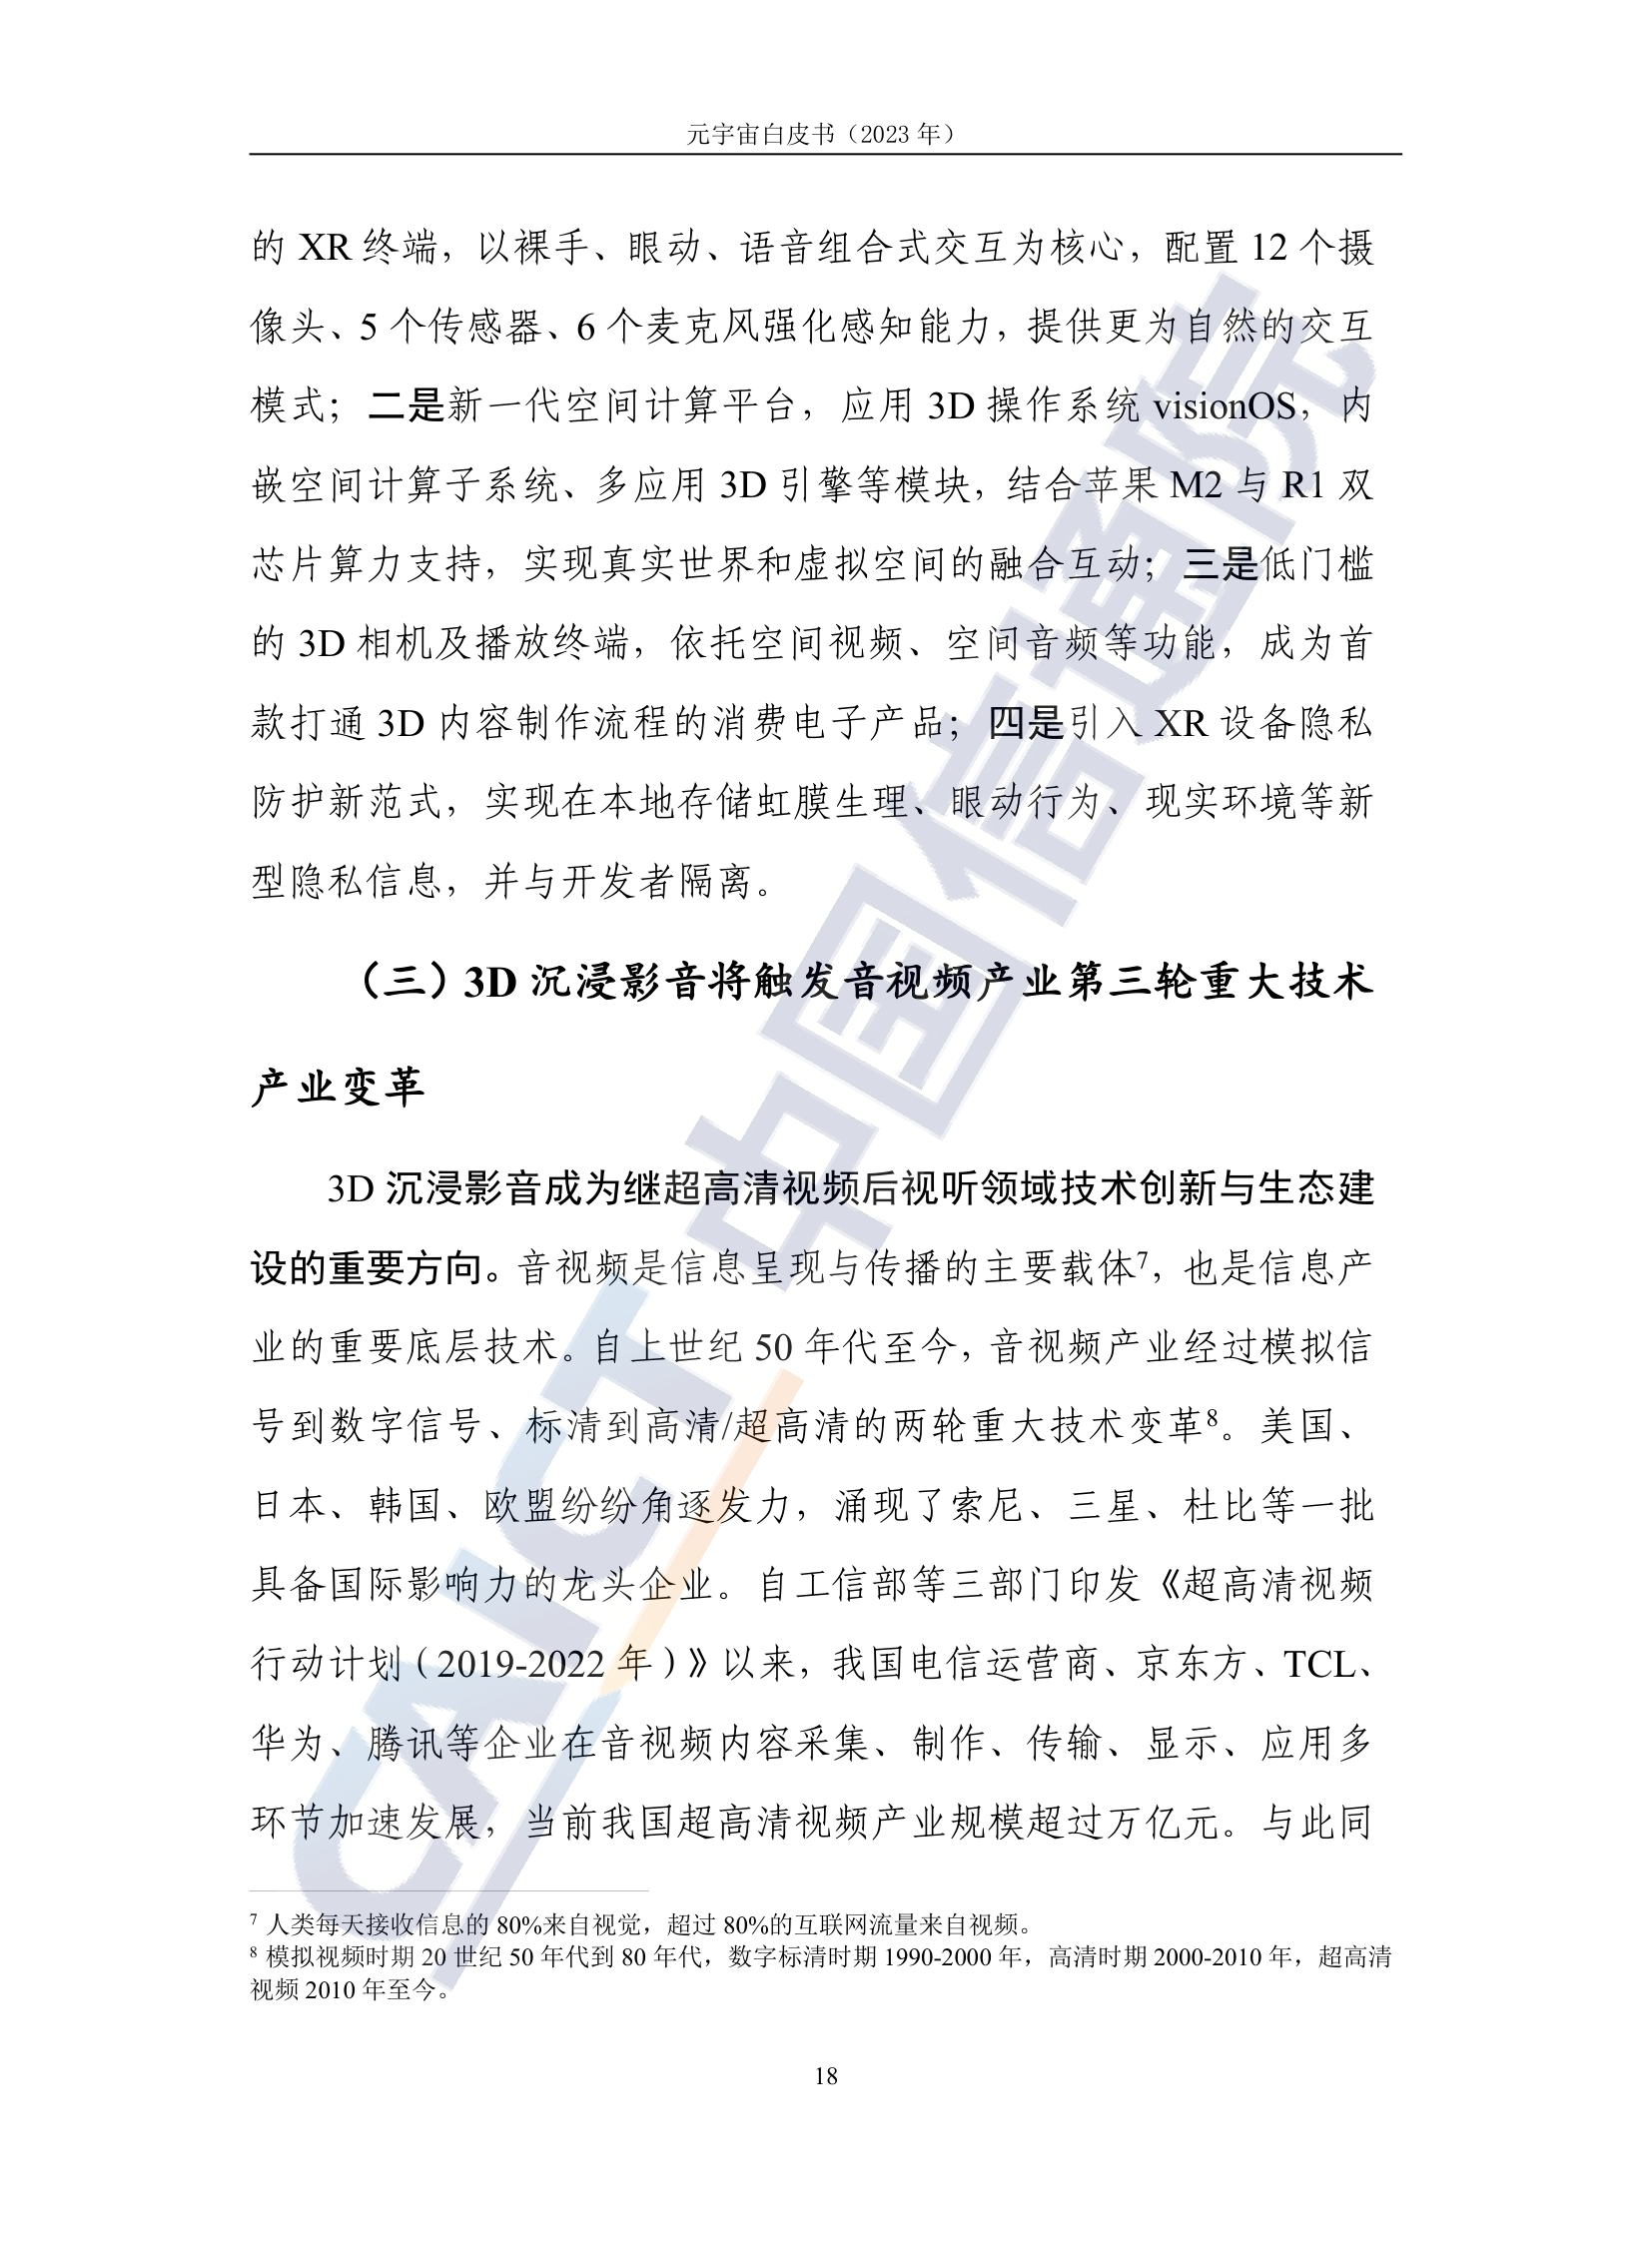 元宇宙白皮书（2023 年）
的 XR 终端，以裸手、眼动、语音组合式交互为核心，配置 12 个摄
像头、5 个传感器、6 个麦克风强化感知能力，提供更为自然的交互
模式；二是新一代空间计算平台，应用 3D 操作系统 visionOS，内
嵌空间计算子系统、多应用 3D 引擎等模块，结合苹果 M2 与 R1 双
芯片算力支持，实现真实世界和虚拟空间的融合互动；三是低门槛
的 3D 相机及播放终端，依托空间视频、空间音频等功能，成为首
款打通 3D 内容制作流程的消费电子产品；四是引入 XR 设备隐私
防护新范式，实现在本地存储虹膜生理、眼动行为、现实环境等新
型隐私信息，并与开发者隔离。
（三）3D 沉浸影音将触发音视频产业第三轮重大技术
产业变革
3D 沉浸影音成为继超高清视频后视听领域技术创新与生态建
设的重要方向。音视频是信息呈现与传播的主要载体7，也是信息产
业的重要底层技术。自上世纪 50 年代至今，音视频产业经过模拟信
号到数字信号、标清到高清/超高清的两轮重大技术变革8。美国、
日本、韩国、欧盟纷纷角逐发力，涌现了索尼、三星、杜比等一批
具备国际影响力的龙头企业。自工信部等三部门印发《超高清视频
行动计划（2019-2022 年）》以来，我国电信运营商、京东方、TCL、
华为、腾讯等企业在音视频内容采集、制作、传输、显示、应用多
环节加速发展，当前我国超高清视频产业规模超过万亿元。与此同
7 人类每天接收信息的 80%来自视觉，超过 80%的互联网流量来自视频。
8 模拟视频时期 20 世纪 50 年代到 80 年代，数字标清时期 1990-2000 年，高清时期 2000-2010 年，超高清
视频 2010 年至今。
18
CAICT 中国信通院